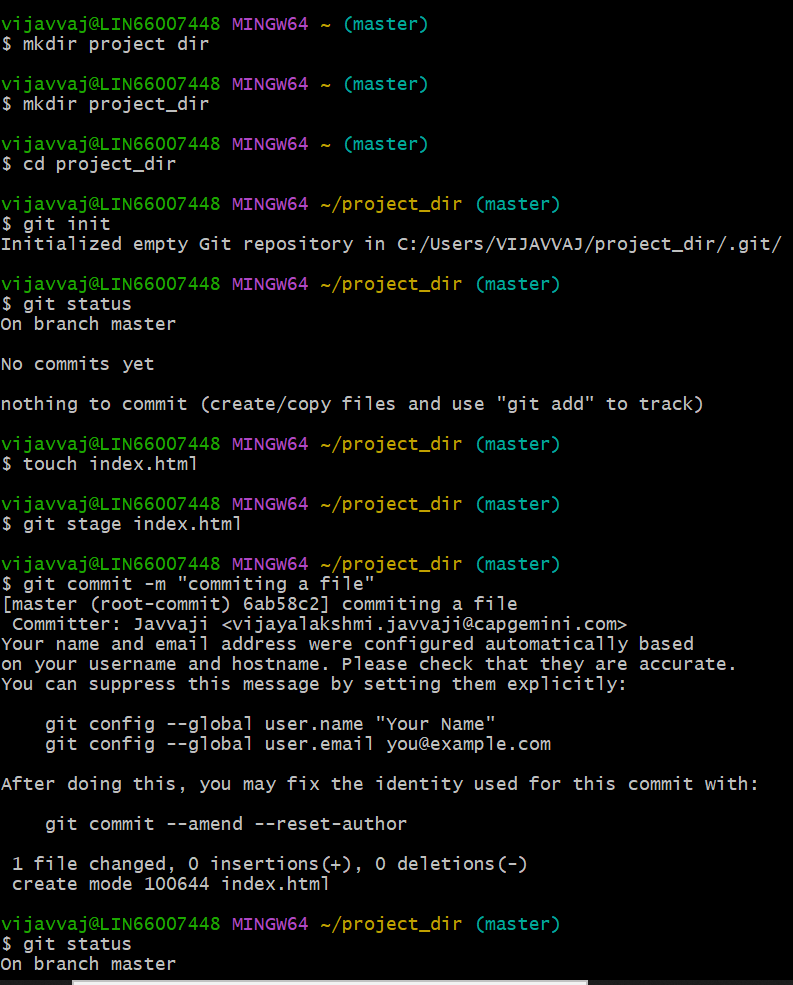 vijavvaj@LIN66007448 MINGW64 ~ (master)
$ mkdir project dir
vijavvaj@LIN66007448 MINGW64 ~ (master)
$ mkdir project_dir
vijavvaj@LIN66007448 MINGW64 ~ (master)
$ cd project_dir
vijavvaj@LIN66007448 MINGW64 ~/project_dir (master)
$ git init
Initialized empty Git repository in C:/Users/VIJAVVAJ/project_dir/.git/
vijavvaj@LIN66007448 MINGW64 ~/project_dir (master)
$ git status
On branch master
No commits yet
nothing to commit (create/copy files and use "git add" to track)
vijavvaj@LIN66007448 MINGW64 ~/project_dir (master)
$ touch index.html
vijavvaj@LIN66007448 MINGW64 ~/project_dir (master)
$ git stage index.html
vijavvaj@LIN66007448 MINGW64 ~/project_dir (master)
$ git commit -m "commiting a file"
[master (root-commit) 6ab58c2] commiting a file
 Committer: Javvaji <vijayalakshmi.javvaji@capgemini.com>
Your name and email address were configured automatically based
on your username and hostname. Please check that they are accurate.
You can suppress this message by setting them explicitly:
    git config --global user.name "Your Name"
    git config --global user.email you@example.com
After doing this, you may fix the identity used for this commit with:
    git commit --amend --reset-author
 1 file changed, 0 insertions(+), 0 deletions(-)
 create mode 100644 index.html
vijavvaj@LIN66007448 MINGW64 ~/project_dir (master)
$ git status
On branch master